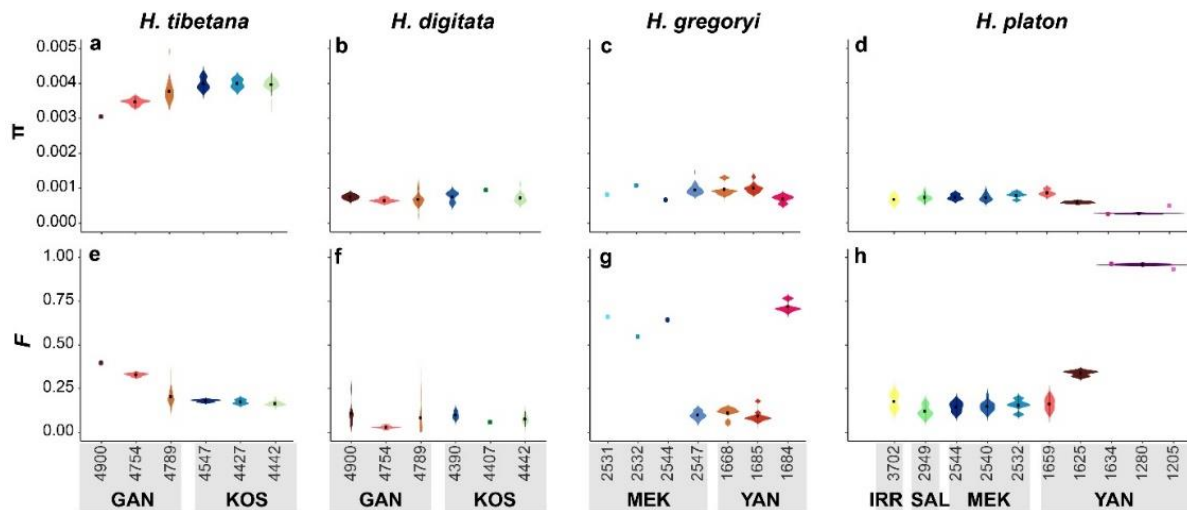 H. tibetana H. digitata H. gregoryi H. platon
a b c d
0.005
0.004
0.003
0.002
0.001
0.000
π
e f g h
1.00
0.75
0.50
0.25
0.00
F
4900 4754 4789 4547 4427 4442 4900 4754 4789 4390 4407 4442 2531 2532 2544 2547 1668 1685 1684 3702 2949 2544 2540 2532 1659 1625 1634 1280 1205
GAN KOS GAN KOS MEK YAN IRR SAL MEK YAN